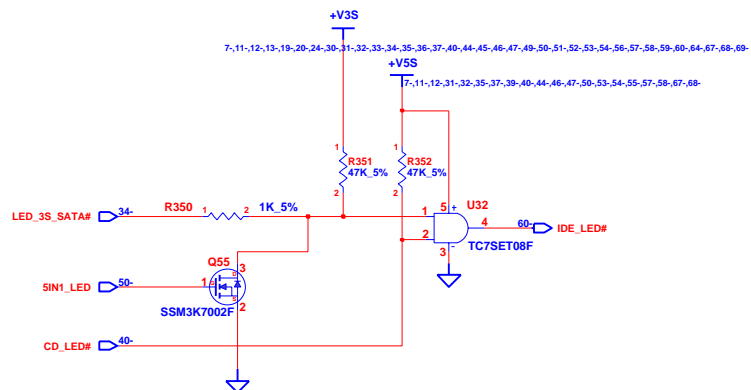 +V3S
7-,11-,12-,13-,19-,20-,24-,30-,31-,32-,33-,34-,35-,36-,37-,40-,44-,45-,46-,47-,49-,50-,51-,52-,53-,54-,56-,57-,58-,59-,60-,64-,67-,68-,69-
+V5S
7-,11-,12-,31-,32-,35-,37-,39-,40-,44-,46-,47-,50-,53-,54-,55-,57-,58-,67-,68-
1 1
R351 R352
47K_5% 47K_5%
2 2
U32
5 +
R350 1 2 1K_5%
LED_3S_SATA# 34-
1 4 60- IDE_LED#
2
3 -
TC7SET08F
Q55
3
D
5IN1_LED 50- 1 G
S
2
SSM3K7002F
CD_LED# 40-